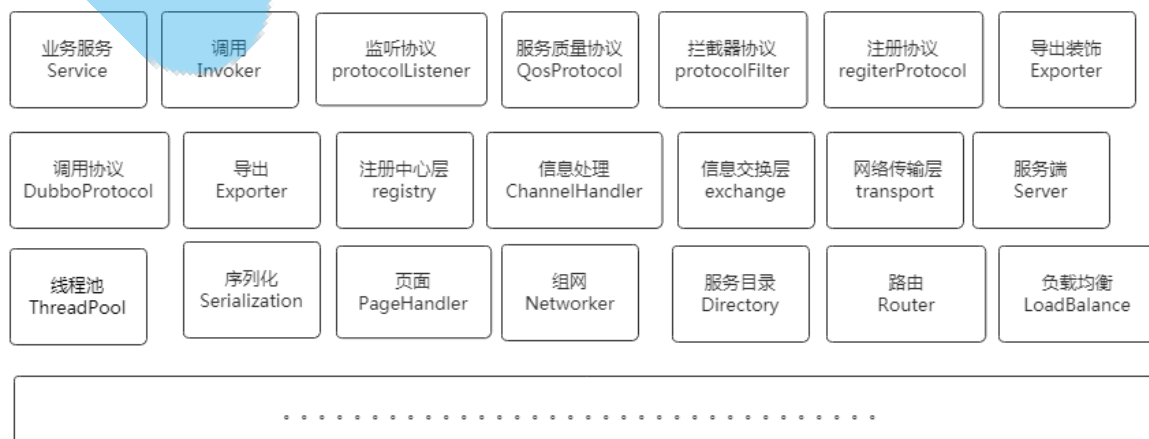 业务服务
Service
调用
Invoker
监听协议
protocolListener
服务质量协议
QosProtocol
拦截器协议
protocolFilter
注册协议
regiterProtocol
导出装饰
Exporter
调用协议
DubboProtocol
导出
Exporter
注册中心层
registry
信息处理
ChannelHandler
信息交换层
exchange
网络传输层
transport
服务端
Server
线程池
ThreadPool
序列化
Serialization
页面
PageHandler
组网
Networker
服务目录
Directory
路由
Router
负载均衡
LoadBalance
。。。。。。。。。。。。。。。。。。。。。。。。。。。。。。。。。。